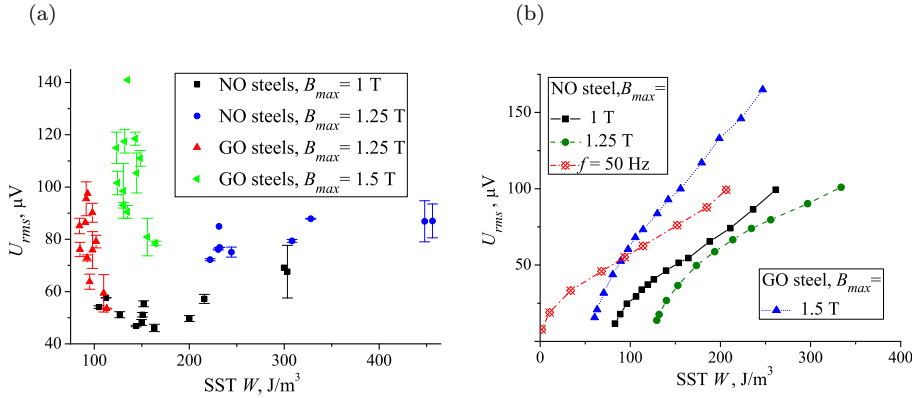 (a)
(b)
140
120
100
80
60
40
U_rms, μV
100
200
300
400
SST W, J/m³
NO steels, B_max= 1 T
NO steels, B_max= 1.25 T
GO steels, B_max= 1.25 T
GO steels, B_max= 1.5 T
150
100
50
U_rms, μV
0
100
200
300
400
SST W, J/m³
NO steel,B_max=
1 T
1.25 T
f = 50 Hz
GO steel, B_max=
1.5 T